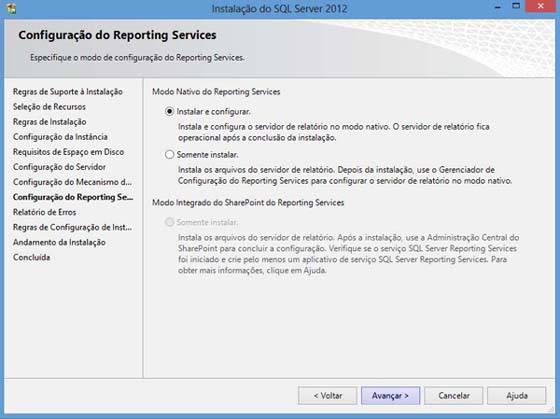 Instalação do SQL Server 2012
Configuração do Reporting Services
Especifique o modo de configuração do Reporting Services.
Regras de Suporte à Instalação
Seleção de Recursos
Regras de Instalação
Configuração da Instância
Requisitos de Espaço em Disco
Configuração do Servidor
Configuração do Mecanismo d...
Configuração do Reporting Se...
Relatório de Erros
Regras de Configuração de Inst...
Andamento da Instalação
Concluída
Modo Nativo do Reporting Services
Instalar e configurar.
Instala e configura o servidor de relatório no modo nativo. O servidor de relatório fica
operacional após a conclusão da instalação.
Somente instalar.
Instala os arquivos do servidor de relatório. Depois da instalação, use o Gerenciador de
Configuração do Reporting Services para configurar o servidor de relatório no modo nativo.
Modo Integrado do SharePoint do Reporting Services
Somente instalar.
Instala os arquivos do servidor de relatório. Após a instalação, use a Administração Central do
SharePoint para concluir a configuração. Verifique se o serviço SQL Server Reporting Services
foi iniciado e crie pelo menos um aplicativo de serviço SQL Server Reporting Services. Para
obter mais informações, clique em Ajuda.
< Voltar
Avançar >
Cancelar
Ajuda